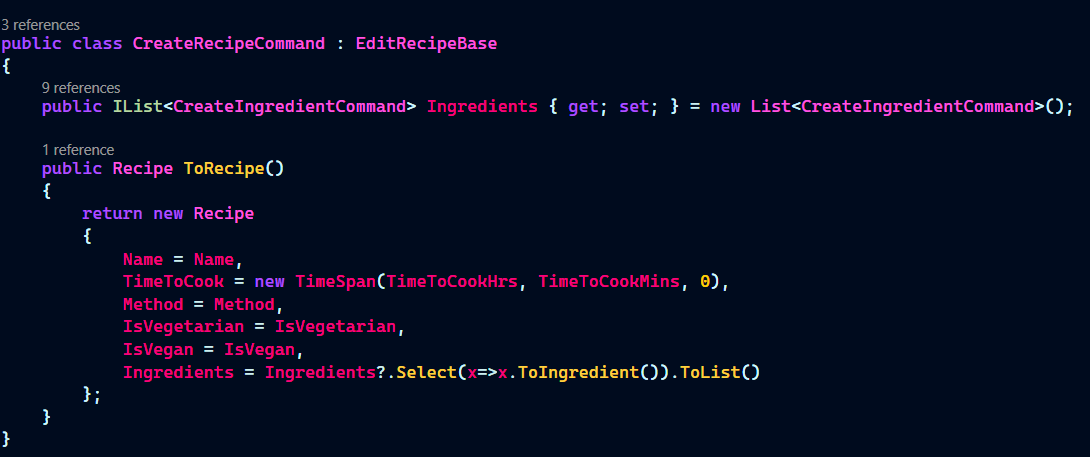 3 references
public class CreateRecipeCommand : EditRecipeBase
{
9 references
public IList<CreateIngredientCommand> Ingredients { get; set; } = new List<CreateIngredientCommand>();
1 reference
public Recipe ToRecipe()
{
return new Recipe
{
Name = Name,
TimeToCook = new TimeSpan(TimeToCookHrs, TimeToCookMins, 0),
Method = Method,
IsVegetarian = IsVegetarian,
IsVegan = IsVegan,
Ingredients = Ingredients?.Select(x=>x.ToIngredient()).ToList()
};
}
}